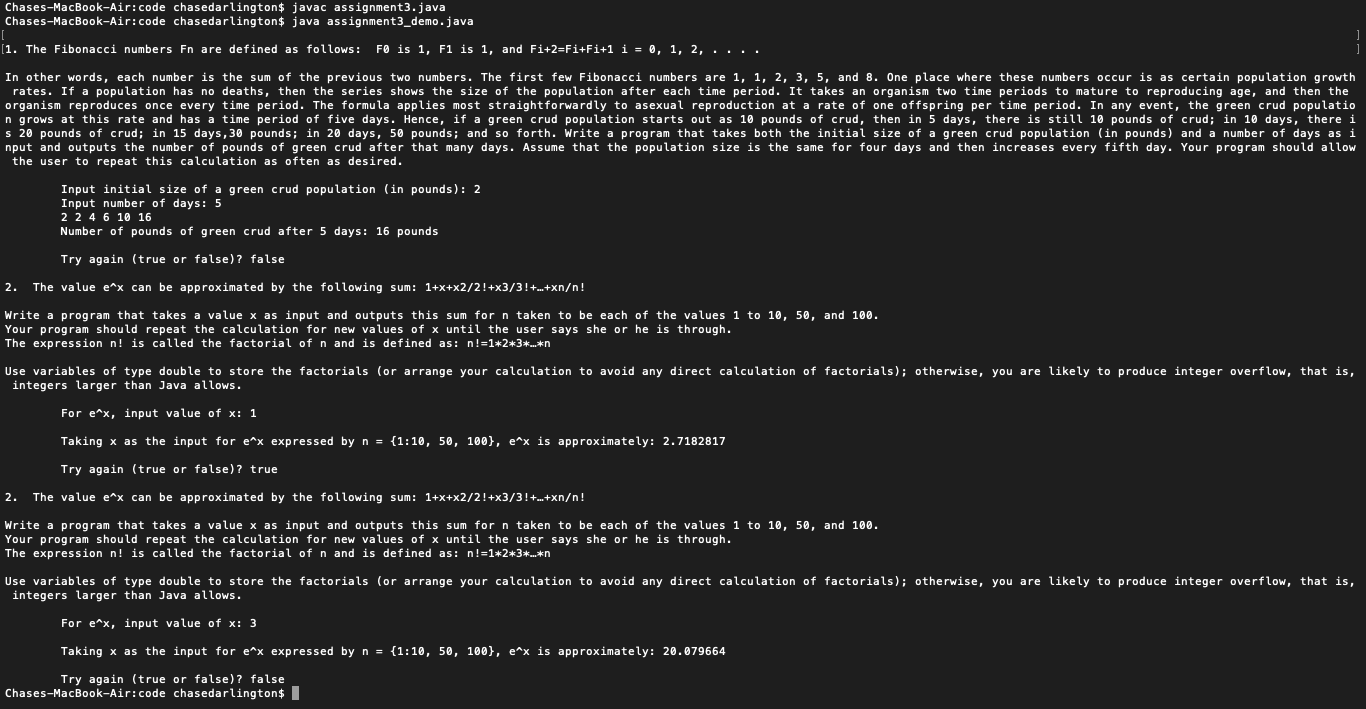 Chases-MacBook-Air:code chasedarlington$ javac assignment3.java
Chases-MacBook-Air:code chasedarlington$ java assignment3_demo.java
[ ]
[1. The Fibonacci numbers Fn are defined as follows:  F0 is 1, F1 is 1, and Fi+2=Fi+Fi+1 i = 0, 1, 2, . . . . ]
In other words, each number is the sum of the previous two numbers. The first few Fibonacci numbers are 1, 1, 2, 3, 5, and 8. One place where these numbers occur is as certain population growth
 rates. If a population has no deaths, then the series shows the size of the population after each time period. It takes an organism two time periods to mature to reproducing age, and then the
organism reproduces once every time period. The formula applies most straightforwardly to asexual reproduction at a rate of one offspring per time period. In any event, the green crud populatio
n grows at this rate and has a time period of five days. Hence, if a green crud population starts out as 10 pounds of crud, then in 5 days, there is still 10 pounds of crud; in 10 days, there i
s 20 pounds of crud; in 15 days,30 pounds; in 20 days, 50 pounds; and so forth. Write a program that takes both the initial size of a green crud population (in pounds) and a number of days as i
nput and outputs the number of pounds of green crud after that many days. Assume that the population size is the same for four days and then increases every fifth day. Your program should allow
 the user to repeat this calculation as often as desired.
Input initial size of a green crud population (in pounds): 2
Input number of days: 5
2 2 4 6 10 16
Number of pounds of green crud after 5 days: 16 pounds
Try again (true or false)? false
2.  The value e^x can be approximated by the following sum: 1+x+x2/2!+x3/3!+…+xn/n!
Write a program that takes a value x as input and outputs this sum for n taken to be each of the values 1 to 10, 50, and 100.
Your program should repeat the calculation for new values of x until the user says she or he is through.
The expression n! is called the factorial of n and is defined as: n!=1*2*3*…*n
Use variables of type double to store the factorials (or arrange your calculation to avoid any direct calculation of factorials); otherwise, you are likely to produce integer overflow, that is,
 integers larger than Java allows.
For e^x, input value of x: 1
Taking x as the input for e^x expressed by n = {1:10, 50, 100}, e^x is approximately: 2.7182817
Try again (true or false)? true
2.  The value e^x can be approximated by the following sum: 1+x+x2/2!+x3/3!+…+xn/n!
Write a program that takes a value x as input and outputs this sum for n taken to be each of the values 1 to 10, 50, and 100.
Your program should repeat the calculation for new values of x until the user says she or he is through.
The expression n! is called the factorial of n and is defined as: n!=1*2*3*…*n
Use variables of type double to store the factorials (or arrange your calculation to avoid any direct calculation of factorials); otherwise, you are likely to produce integer overflow, that is,
 integers larger than Java allows.
For e^x, input value of x: 3
Taking x as the input for e^x expressed by n = {1:10, 50, 100}, e^x is approximately: 20.079664
Try again (true or false)? false
Chases-MacBook-Air:code chasedarlington$